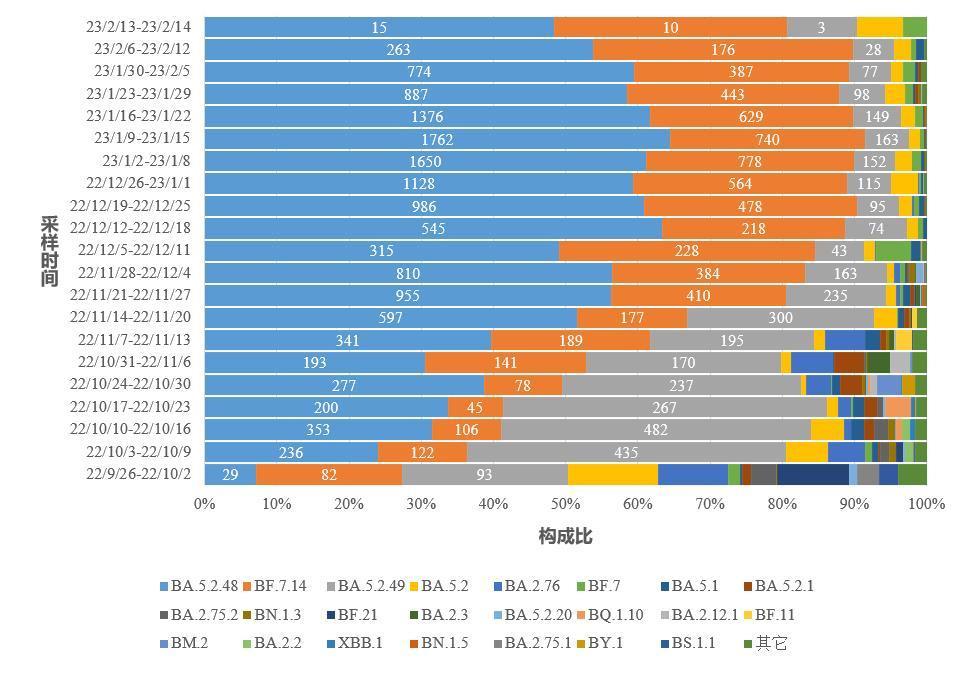 23/2/13-23/2/14 15 10 3
23/2/6-23/2/12 263 176 28
23/1/30-23/2/5 774 387 77
23/1/23-23/1/29 887 443 98
23/1/16-23/1/22 1376 629 149
23/1/9-23/1/15 1762 740 163
23/1/2-23/1/8 1650 778 152
22/12/26-23/1/1 1128 564 115
22/12/19-22/12/25 986 478 95
22/12/12-22/12/18 545 218 74
22/12/5-22/12/11 315 228 43
22/11/28-22/12/4 810 384 163
22/11/21-22/11/27 955 410 235
22/11/14-22/11/20 597 177 300
22/11/7-22/11/13 341 189 195
22/10/31-22/11/6 193 141 170
22/10/24-22/10/30 277 78 237
22/10/17-22/10/23 200 45 267
22/10/10-22/10/16 353 106 482
22/10/3-22/10/9 236 122 435
22/9/26-22/10/2 29 82 93
采样时间
0% 10% 20% 30% 40% 50% 60% 70% 80% 90% 100%
构成比
BA.5.2.48 BF.7.14 BA.5.2.49 BA.5.2 BA.2.76 BF.7 BA.5.1 BA.5.2.1
BA.2.75.2 BN.1.3 BF.21 BA.2.3 BA.5.2.20 BQ.1.10 BA.2.12.1 BF.11
BM.2 BA.2.2 XBB.1 BN.1.5 BA.2.75.1 BY.1 BS.1.1 其它